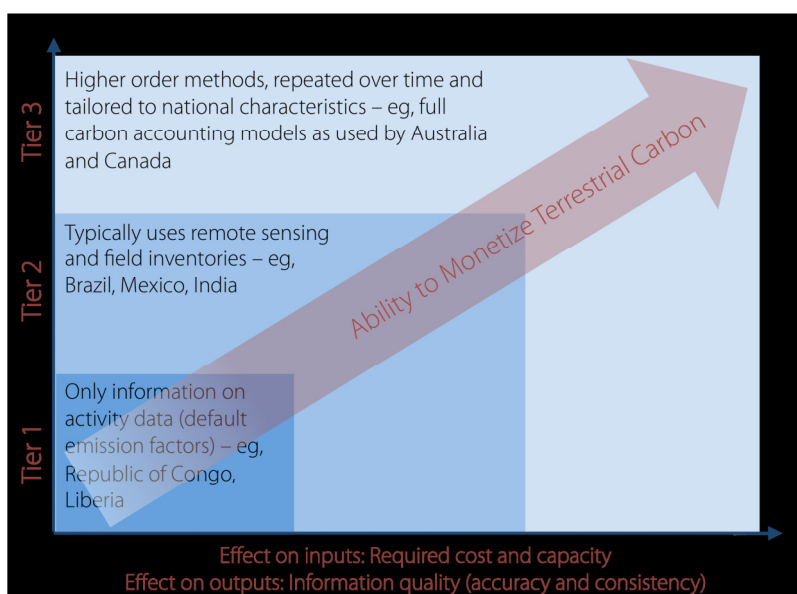 Tier 3
Higher order methods, repeated over time and
tailored to national characteristics – eg, full
carbon accounting models as used by Australia
and Canada
Ability to Monetize Terrestrial Carbon
Tier 2
Typically uses remote sensing
and field inventories – eg,
Brazil, Mexico, India
Tier 1
Only information on
activity data (default
emission factors) – eg,
Republic of Congo,
Liberia
Effect on inputs: Required cost and capacity
Effect on outputs: Information quality (accuracy and consistency)